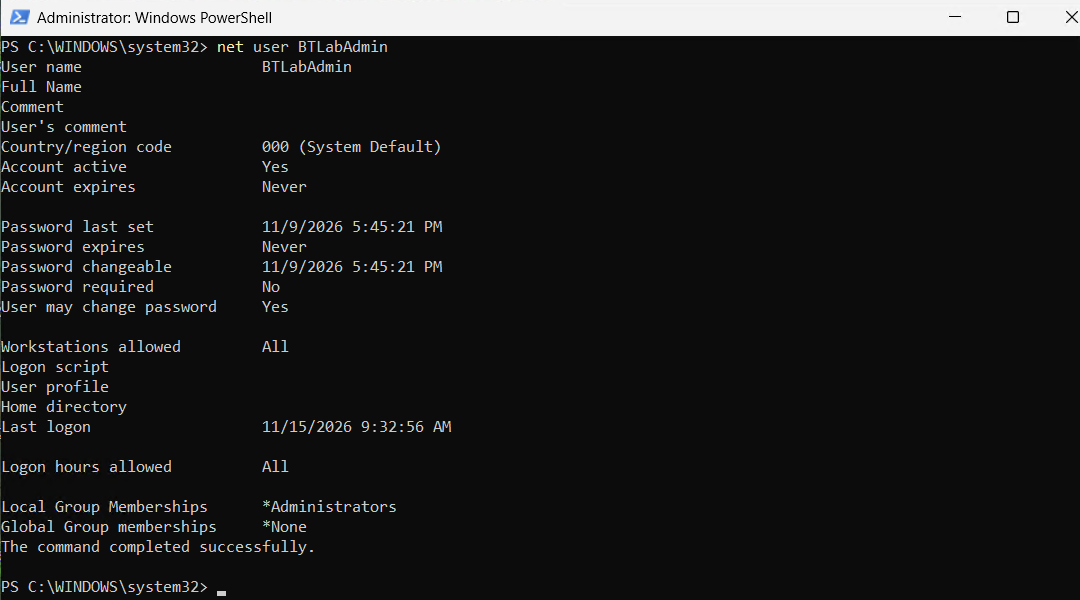 Administrator: Windows PowerShell
PS C:\WINDOWS\system32> net user BTLabAdmin
User name                    BTLabAdmin
Full Name
Comment
User's comment
Country/region code          000 (System Default)
Account active               Yes
Account expires              Never

Password last set            11/9/2026 5:45:21 PM
Password expires             Never
Password changeable          11/9/2026 5:45:21 PM
Password required            No
User may change password     Yes

Workstations allowed         All
Logon script
User profile
Home directory
Last logon                   11/15/2026 9:32:56 AM

Logon hours allowed          All

Local Group Memberships      *Administrators
Global Group memberships     *None
The command completed successfully.

PS C:\WINDOWS\system32>